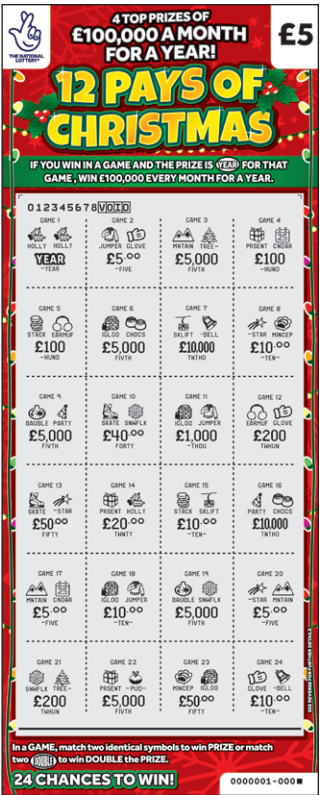 4 TOP PRIZES OF
£100,000 A MONTH
FOR A YEAR!
£5
THE NATIONAL
LOTTERY®
12 PAYS OF
CHRISTMAS
IF YOU WIN IN A GAME AND THE PRIZE IS YEAR FOR THAT
GAME, WIN £100,000 EVERY MONTH FOR A YEAR.
012345678VOID
GAME 1 GAME 2 GAME 3 GAME 4
HOLLY HOLLY JUMPER GLOVE MNTAIN TREE- PRSENT CNDAR
YEAR £5.00 £5,000 £100
-YEAR -FIVE FIVTH -HUND
GAME 5 GAME 6 GAME 7 GAME 8
STACK EARMUF IGLOO CHOCS SKLIFT -BELL -STAR MINCEP
£100 £5,000 £10,000 £10.00
-HUND FIVTH TNTHO -TEN-
GAME 9 GAME 10 GAME 11 GAME 12
BAUBLE PARTY SKATE SNWFLK IGLOO JUMPER EARMUF GLOVE
£5,000 £40.00 £1,000 £200
FIVTH FORTY -THOU TWHUN
GAME 13 GAME 14 GAME 15 GAME 16
SKATE -STAR PRSENT HOLLY STACK SKLIFT PARTY CHOCS
£50.00 £20.00 £10.00 £10,000
FIFTY TWNTY -TEN- TNTHO
GAME 17 GAME 18 GAME 19 GAME 20
MNTAIN CNDAR IGLOO JUMPER BAUBLE SNWFLK -STAR MNTAIN
£5.00 £10.00 £5,000 £5.00
-FIVE -TEN- FIVTH -FIVE
GAME 21 GAME 22 GAME 23 GAME 24
SNWFLK TREE- PRSENT -PUD- MINCEP IGLOO GLOVE -BELL
£200 £5,000 £50.00 £10.00
TWHUN FIVTH FIFTY -TEN-
SEE REVERSE FOR FURTHER DETAILS
In a GAME, match two identical symbols to win PRIZE or match
two DOUBLE to win DOUBLE the PRIZE.
24 CHANCES TO WIN!
0000001-000